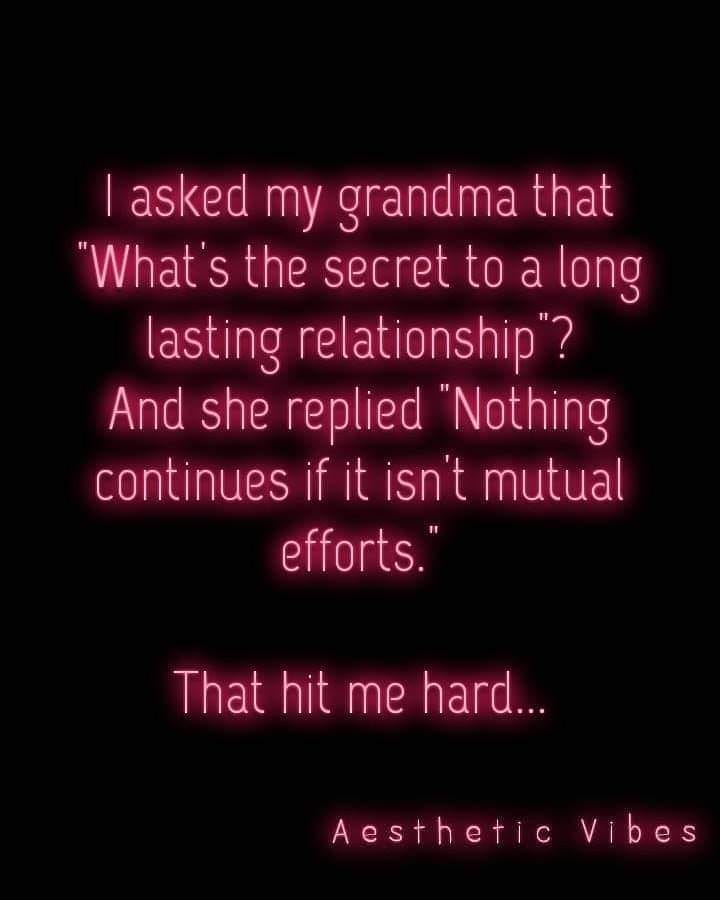 I asked my grandma that
"What's the secret to a long
lasting relationship"?
And she replied "Nothing
continues if it isn't mutual
efforts."
That hit me hard...
Aesthetic Vibes